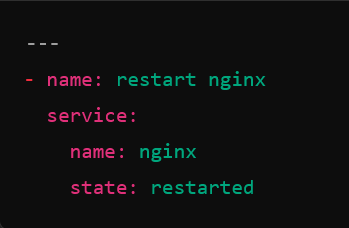 ---
- name: restart nginx
  service:
    name: nginx
    state: restarted